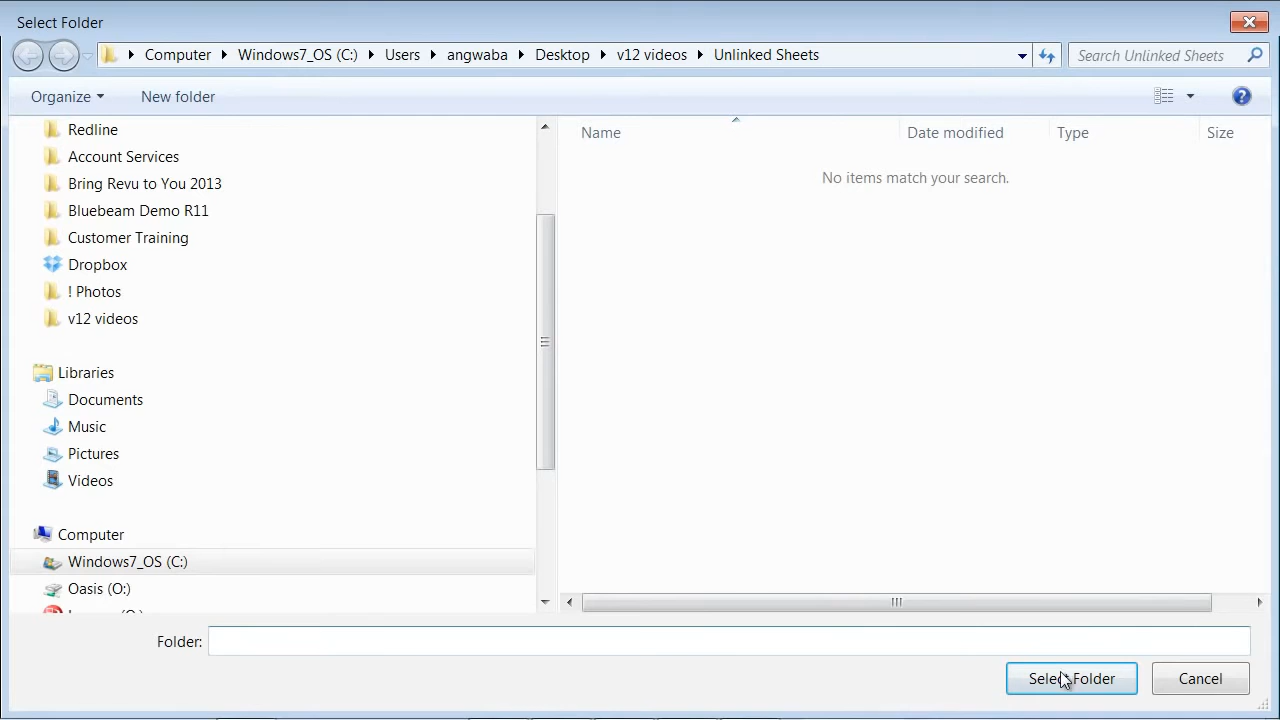 Select Folder
Computer Windows7_OS (C:) Users angwaba Desktop v12 videos Unlinked Sheets
Search Unlinked Sheets
Organize New folder
Redline
Account Services
Bring Revu to You 2013
Bluebeam Demo R11
Customer Training
Dropbox
! Photos
v12 videos
Libraries
Documents
Music
Pictures
Videos
Computer
Windows7_OS (C:)
Oasis (O:)
Name Date modified Type Size
No items match your search.
Folder:
Select Folder Cancel